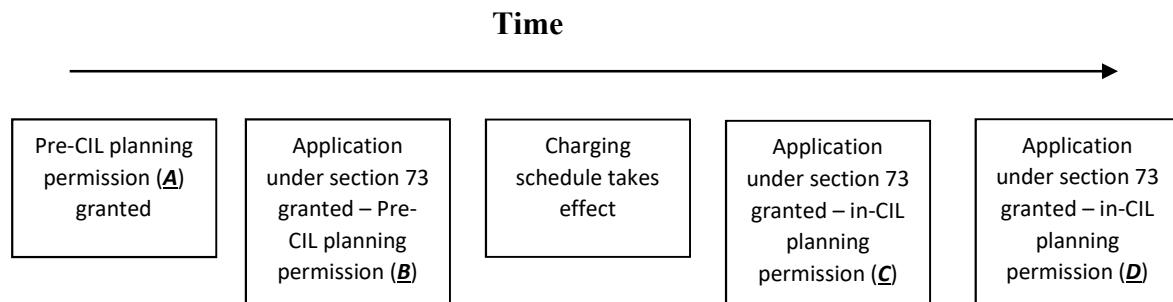 Time
Pre-CIL planning
permission (A)
granted
Application
under section 73
granted – Pre-
CIL planning
permission (B)
Charging
schedule takes
effect
Application
under section 73
granted – in-CIL
planning
permission (C)
Application
under section 73
granted – in-CIL
planning
permission (D)